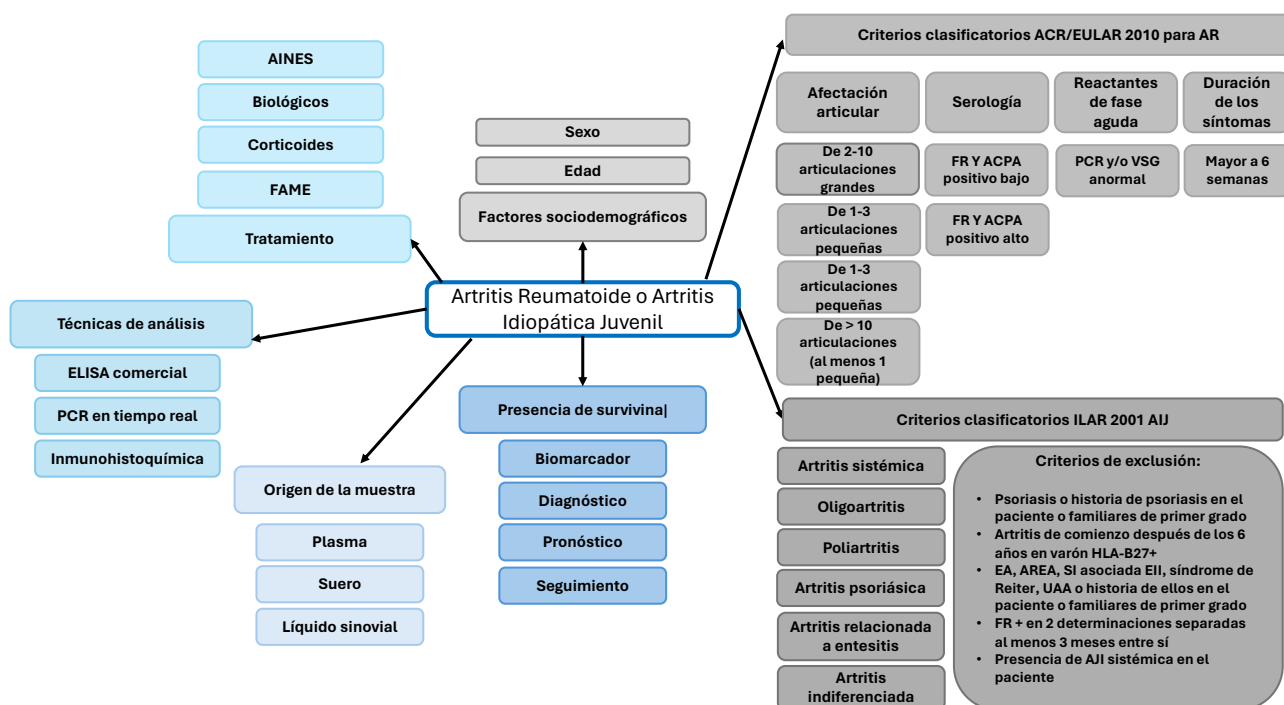 AINES
Biológicos
Corticoides
FAME
Tratamiento
Sexo
Edad
Factores sociodemográficos
Criterios clasificatorios ACR/EULAR 2010 para AR
Afectación
articular
Serología
Reactantes
de fase
aguda
Duración
de los
síntomas
De 2-10
articulaciones
grandes
FR Y ACPA
positivo bajo
PCR y/o VSG
anormal
Mayor a 6
semanas
De 1-3
articulaciones
pequeñas
FR Y ACPA
positivo alto
De 1-3
articulaciones
pequeñas
De > 10
articulaciones
(al menos 1
pequeña)
Artritis Reumatoide o Artritis
Idiopática Juvenil
Técnicas de análisis
ELISA comercial
PCR en tiempo real
Inmunohistoquímica
Origen de la muestra
Plasma
Suero
Líquido sinovial
Presencia de survivina|
Biomarcador
Diagnóstico
Pronóstico
Seguimiento
Criterios clasificatorios ILAR 2001 AIJ
Artritis sistémica
Oligoartritis
Poliartritis
Artritis psoriásica
Artritis relacionada
a entesitis
Artritis
indiferenciada
Criterios de exclusión:
• Psoriasis o historia de psoriasis en el
paciente o familiares de primer grado
• Artritis de comienzo después de los 6
años en varón HLA-B27+
• EA, AREA, SI asociada EII, síndrome de
Reiter, UAA o historia de ellos en el
paciente o familiares de primer grado
• FR + en 2 determinaciones separadas
al menos 3 meses entre sí
• Presencia de AJI sistémica en el
paciente